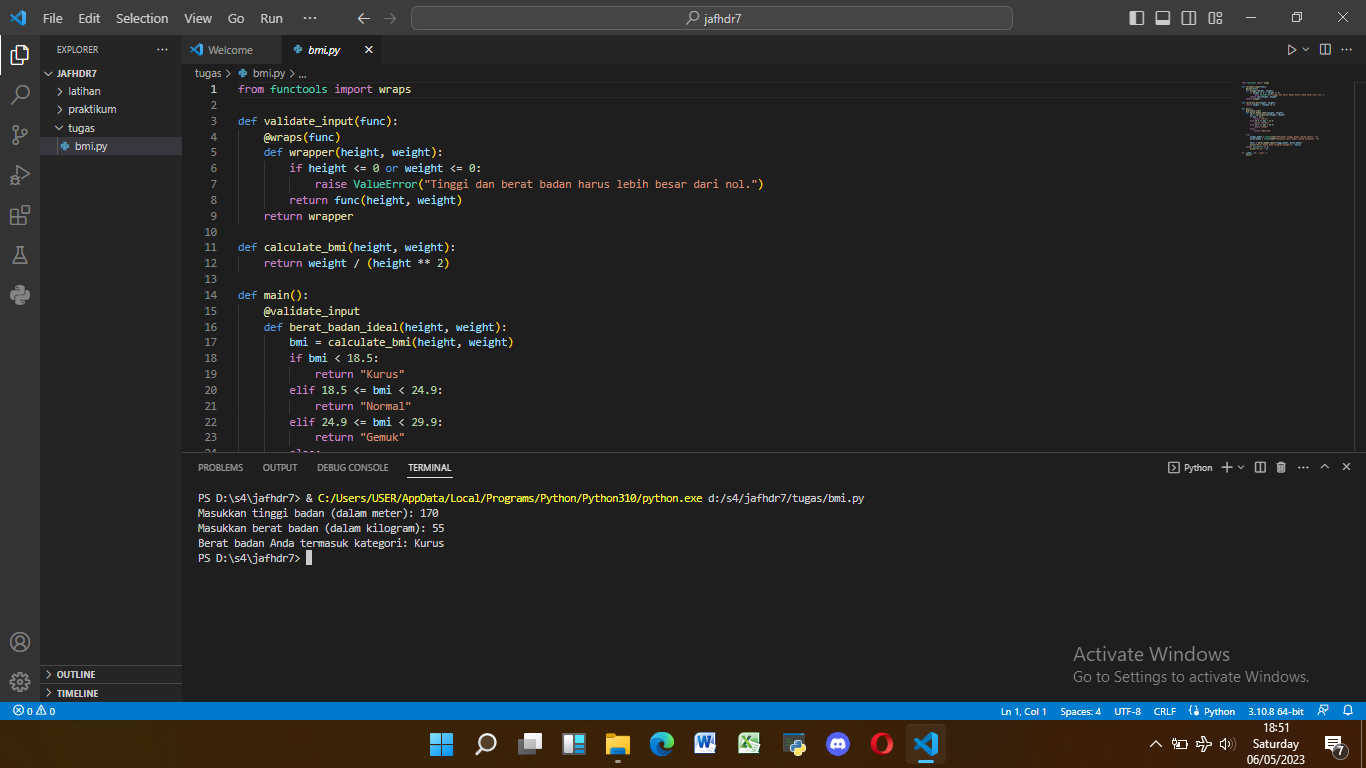 File Edit Selection View Go Run ··· jafhdr7
EXPLORER ···
JAFHDR7
latihan
praktikum
tugas
bmi.py
OUTLINE
TIMELINE
Welcome bmi.py
tugas > bmi.py > ...
1 from functools import wraps
2
3 def validate_input(func):
4 @wraps(func)
5 def wrapper(height, weight):
6 if height <= 0 or weight <= 0:
7 raise ValueError("Tinggi dan berat badan harus lebih besar dari nol.")
8 return func(height, weight)
9 return wrapper
10
11 def calculate_bmi(height, weight):
12 return weight / (height ** 2)
13
14 def main():
15 @validate_input
16 def berat_badan_ideal(height, weight):
17 bmi = calculate_bmi(height, weight)
18 if bmi < 18.5:
19 return "Kurus"
20 elif 18.5 <= bmi < 24.9:
21 return "Normal"
22 elif 24.9 <= bmi < 29.9:
23 return "Gemuk"
24 else:
PROBLEMS OUTPUT DEBUG CONSOLE TERMINAL Python
PS D:\s4\jafhdr7> & C:/Users/USER/AppData/Local/Programs/Python/Python310/python.exe d:/s4/jafhdr7/tugas/bmi.py
Masukkan tinggi badan (dalam meter): 170
Masukkan berat badan (dalam kilogram): 55
Berat badan Anda termasuk kategori: Kurus
PS D:\s4\jafhdr7>
Activate Windows
Go to Settings to activate Windows.
0 0 Ln 1, Col 1 Spaces: 4 UTF-8 CRLF Python 3.10.8 64-bit
18:51
Saturday
06/05/2023
7